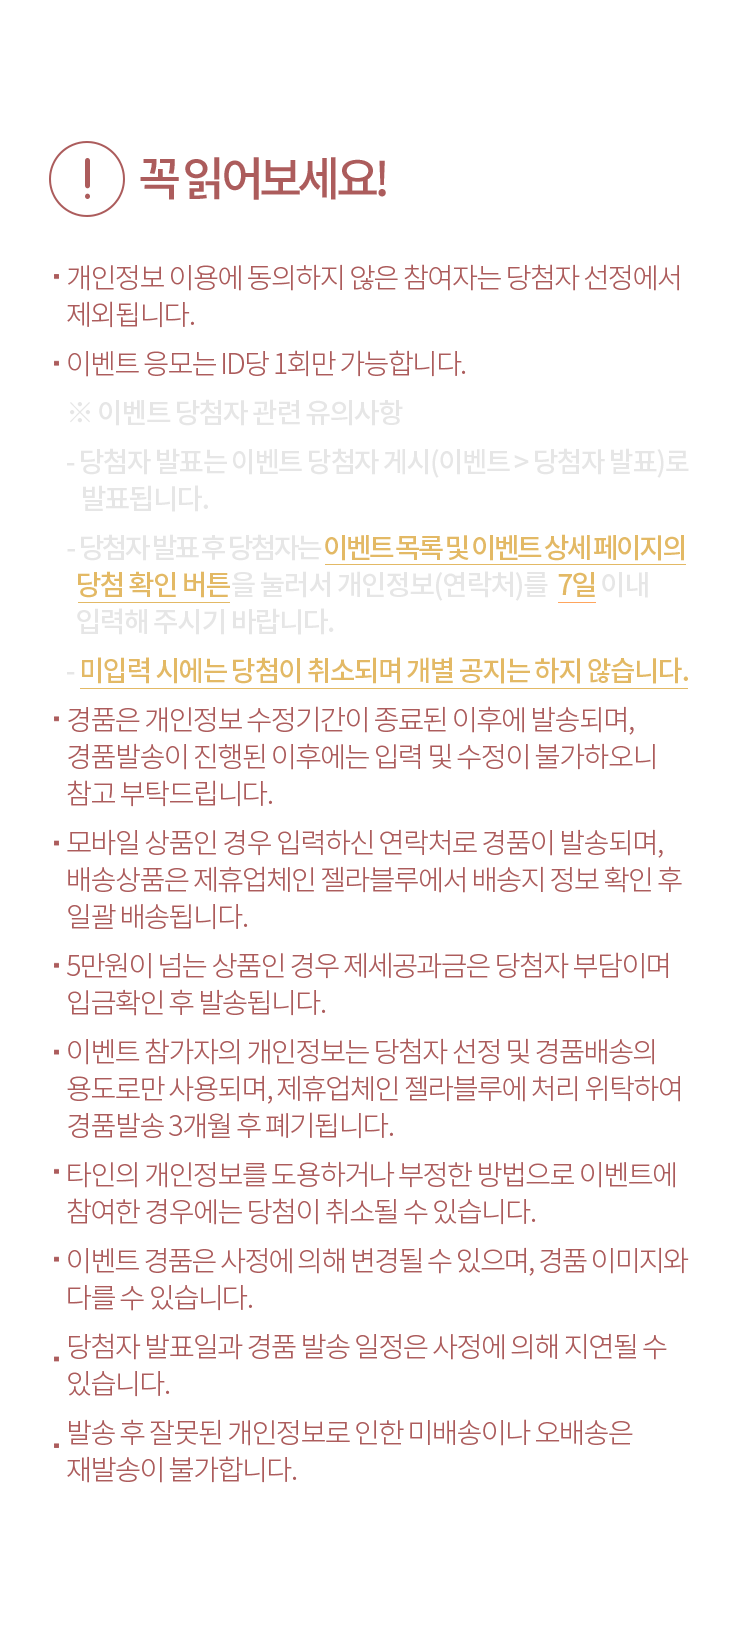 ! 꼭 읽어보세요!
▪ 개인정보 이용에 동의하지 않은 참여자는 당첨자 선정에서
제외됩니다.
▪ 이벤트 응모는 ID당 1회만 가능합니다.
※ 이벤트 당첨자 관련 유의사항
- 당첨자 발표는 이벤트 당첨자 게시(이벤트 > 당첨자 발표)로
발표됩니다.
- 당첨자 발표 후 당첨자는 이벤트 목록 및 이벤트 상세 페이지의
당첨 확인 버튼을 눌러서 개인정보(연락처)를 7일 이내
입력해 주시기 바랍니다.
- 미입력 시에는 당첨이 취소되며 개별 공지는 하지 않습니다.
▪ 경품은 개인정보 수정기간이 종료된 이후에 발송되며,
경품발송이 진행된 이후에는 입력 및 수정이 불가하오니
참고 부탁드립니다.
▪ 모바일 상품인 경우 입력하신 연락처로 경품이 발송되며,
배송상품은 제휴업체인 젤라블루에서 배송지 정보 확인 후
일괄 배송됩니다.
▪ 5만원이 넘는 상품인 경우 제세공과금은 당첨자 부담이며
입금확인 후 발송됩니다.
▪ 이벤트 참가자의 개인정보는 당첨자 선정 및 경품배송의
용도로만 사용되며, 제휴업체인 젤라블루에 처리 위탁하여
경품발송 3개월 후 폐기됩니다.
▪ 타인의 개인정보를 도용하거나 부정한 방법으로 이벤트에
참여한 경우에는 당첨이 취소될 수 있습니다.
▪ 이벤트 경품은 사정에 의해 변경될 수 있으며, 경품 이미지와
다를 수 있습니다.
▪ 당첨자 발표일과 경품 발송 일정은 사정에 의해 지연될 수
있습니다.
▪ 발송 후 잘못된 개인정보로 인한 미배송이나 오배송은
재발송이 불가합니다.